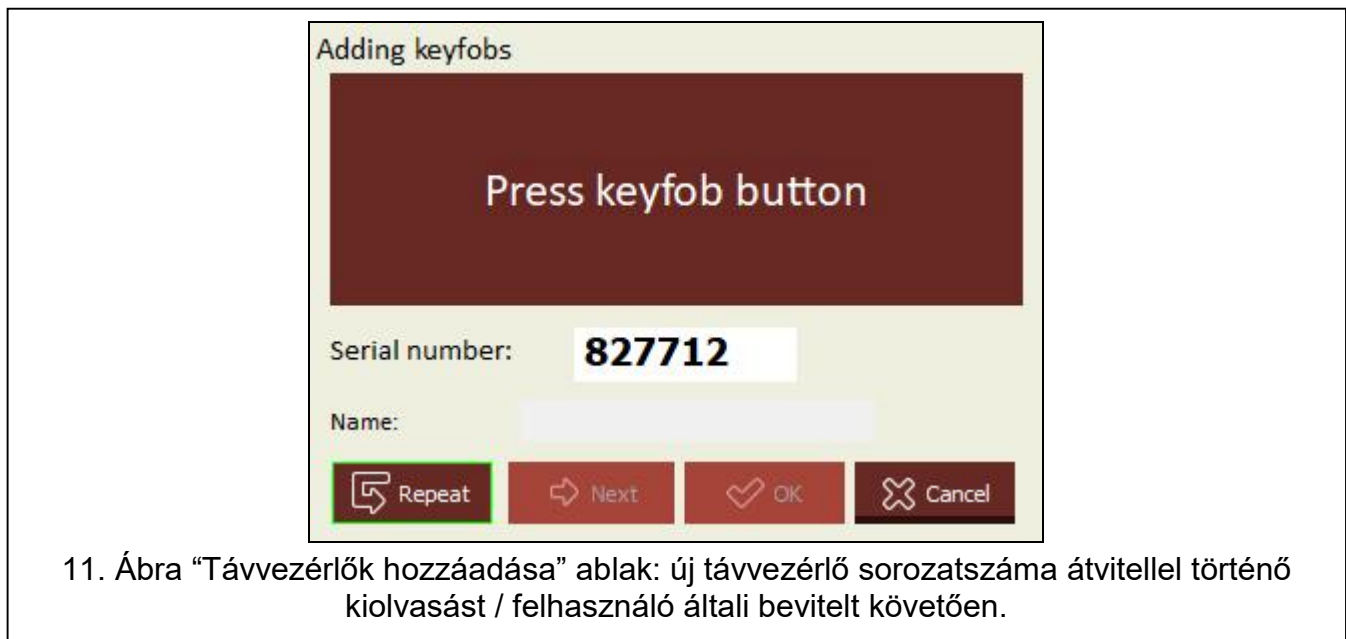 Adding keyfobs
Press keyfob button
Serial number: 827712
Name:
Repeat Next OK Cancel
11. Ábra “Távvezérlők hozzáadása” ablak: új távvezérlő sorozatszáma átvitellel történő
kiolvasást / felhasználó általi bevitelt követően.